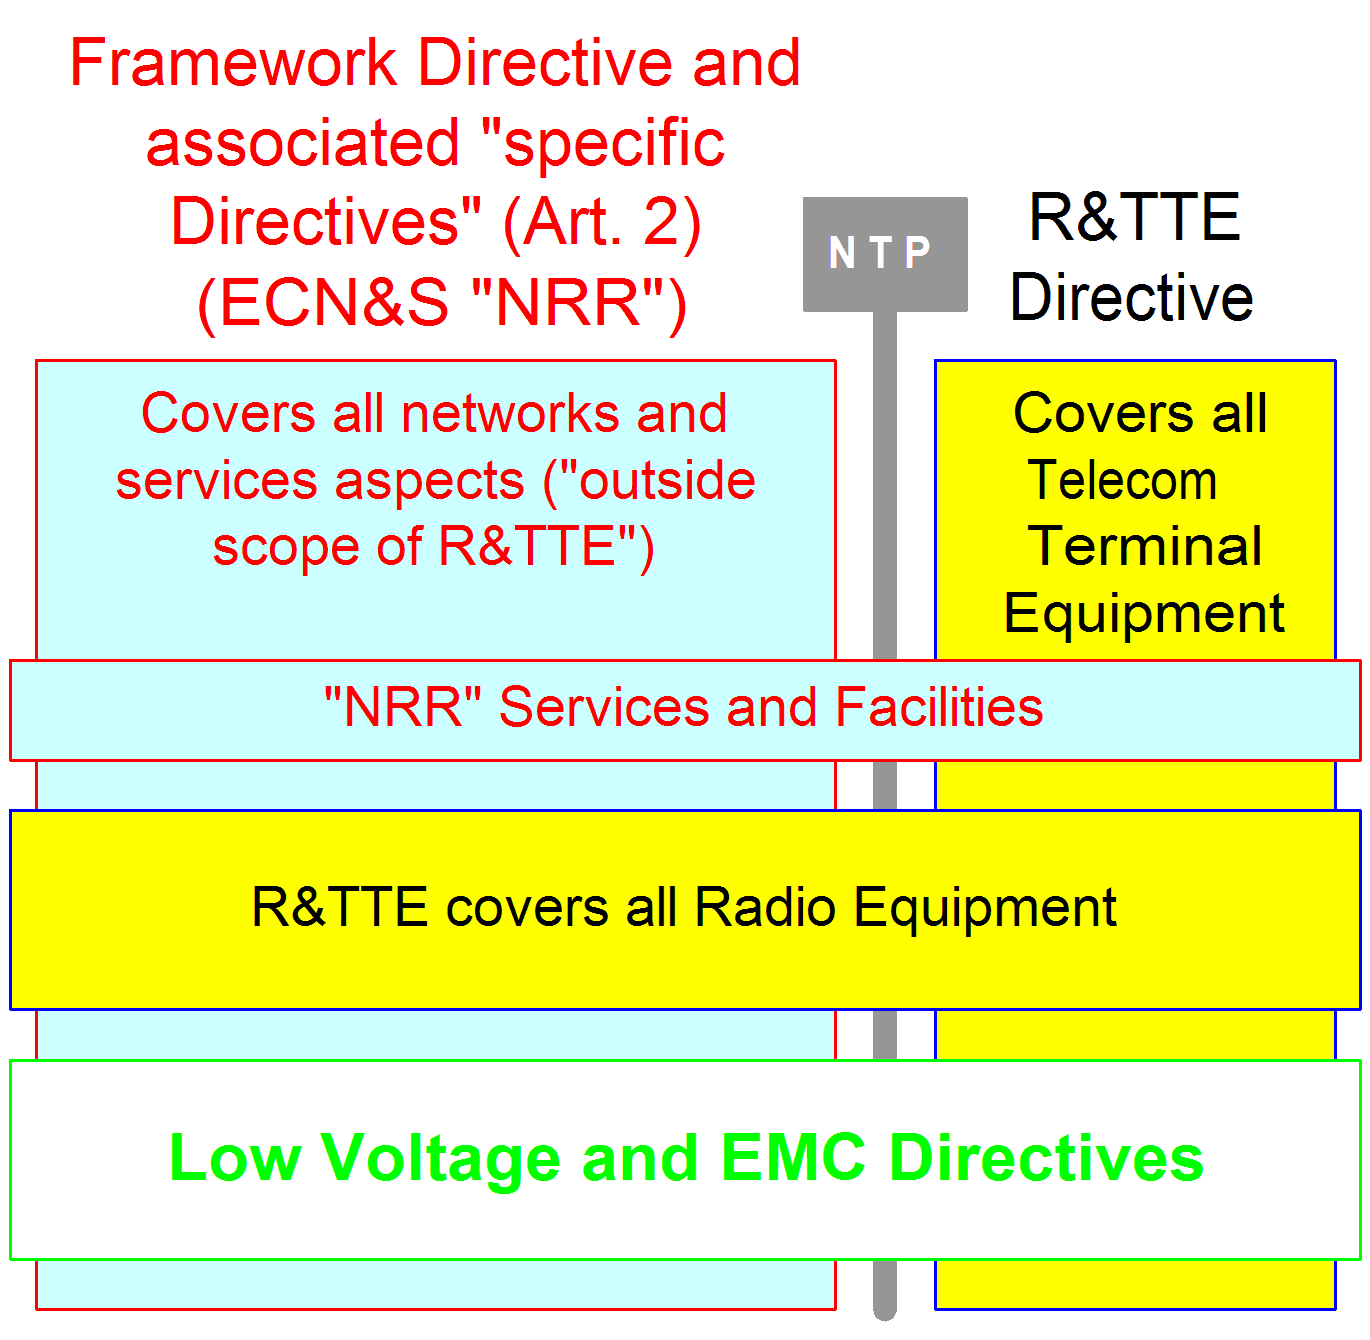 Framework Directive and
associated "specific
Directives" (Art. 2)
(ECN&S "NRR")
NTP
R&TTE
Directive
Covers all networks and
services aspects ("outside
scope of R&TTE")
Covers all
Telecom
Terminal
Equipment
"NRR" Services and Facilities
R&TTE covers all Radio Equipment
Low Voltage and EMC Directives